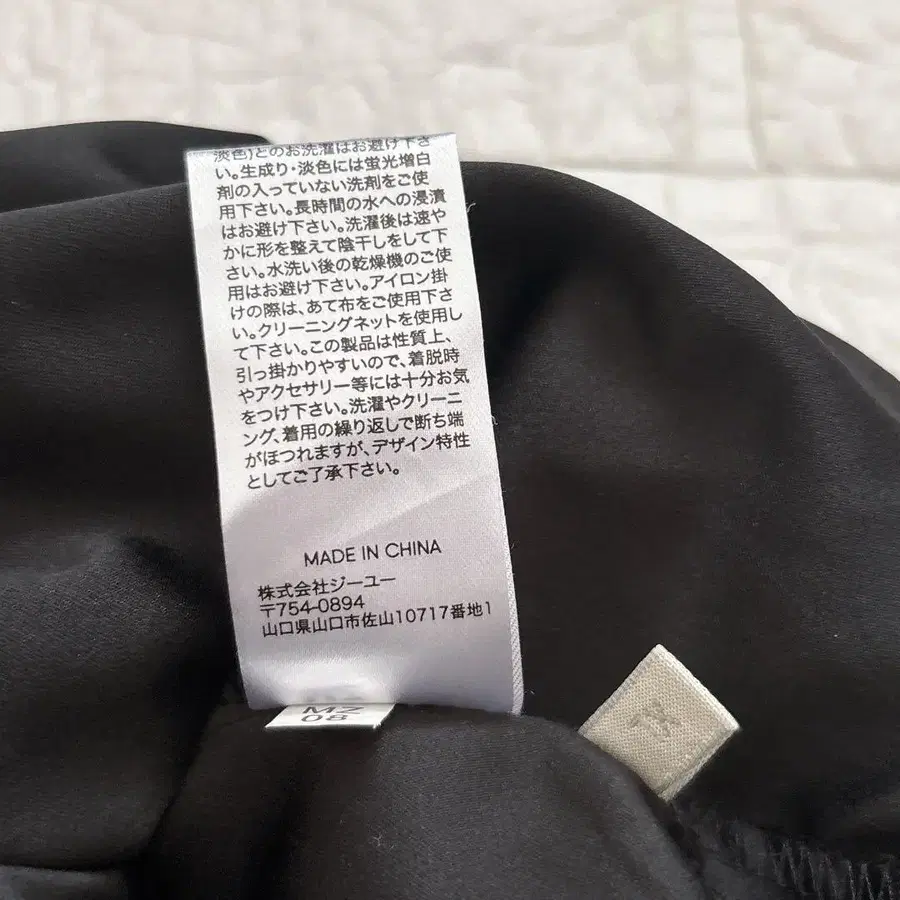 淡色)とのお洗濯はお避け下さ
い。生成り・淡色には蛍光増白
剤の入っていない洗剤をご使
用下さい。長時間の水への浸漬
はお避け下さい。洗濯後は速や
かに形を整えて陰干しをして下
さい。水洗い後の乾燥機のご使
用はお避け下さい。アイロン掛
けの際は、あて布をご使用下さ
い。クリーニングネットを使用し
て下さい。この製品は性質上、
引っ掛かりやすいので、着脱時
やアクセサリー等には十分お気
をつけ下さい。洗濯やクリーニ
ング、着用の繰り返しで断ち端
がほつれますが、デザイン特性
としてご了承下さい。
MADE IN CHINA
株式会社ジーユー
〒754-0894
山口県山口市佐山10717番地1
MZ
08